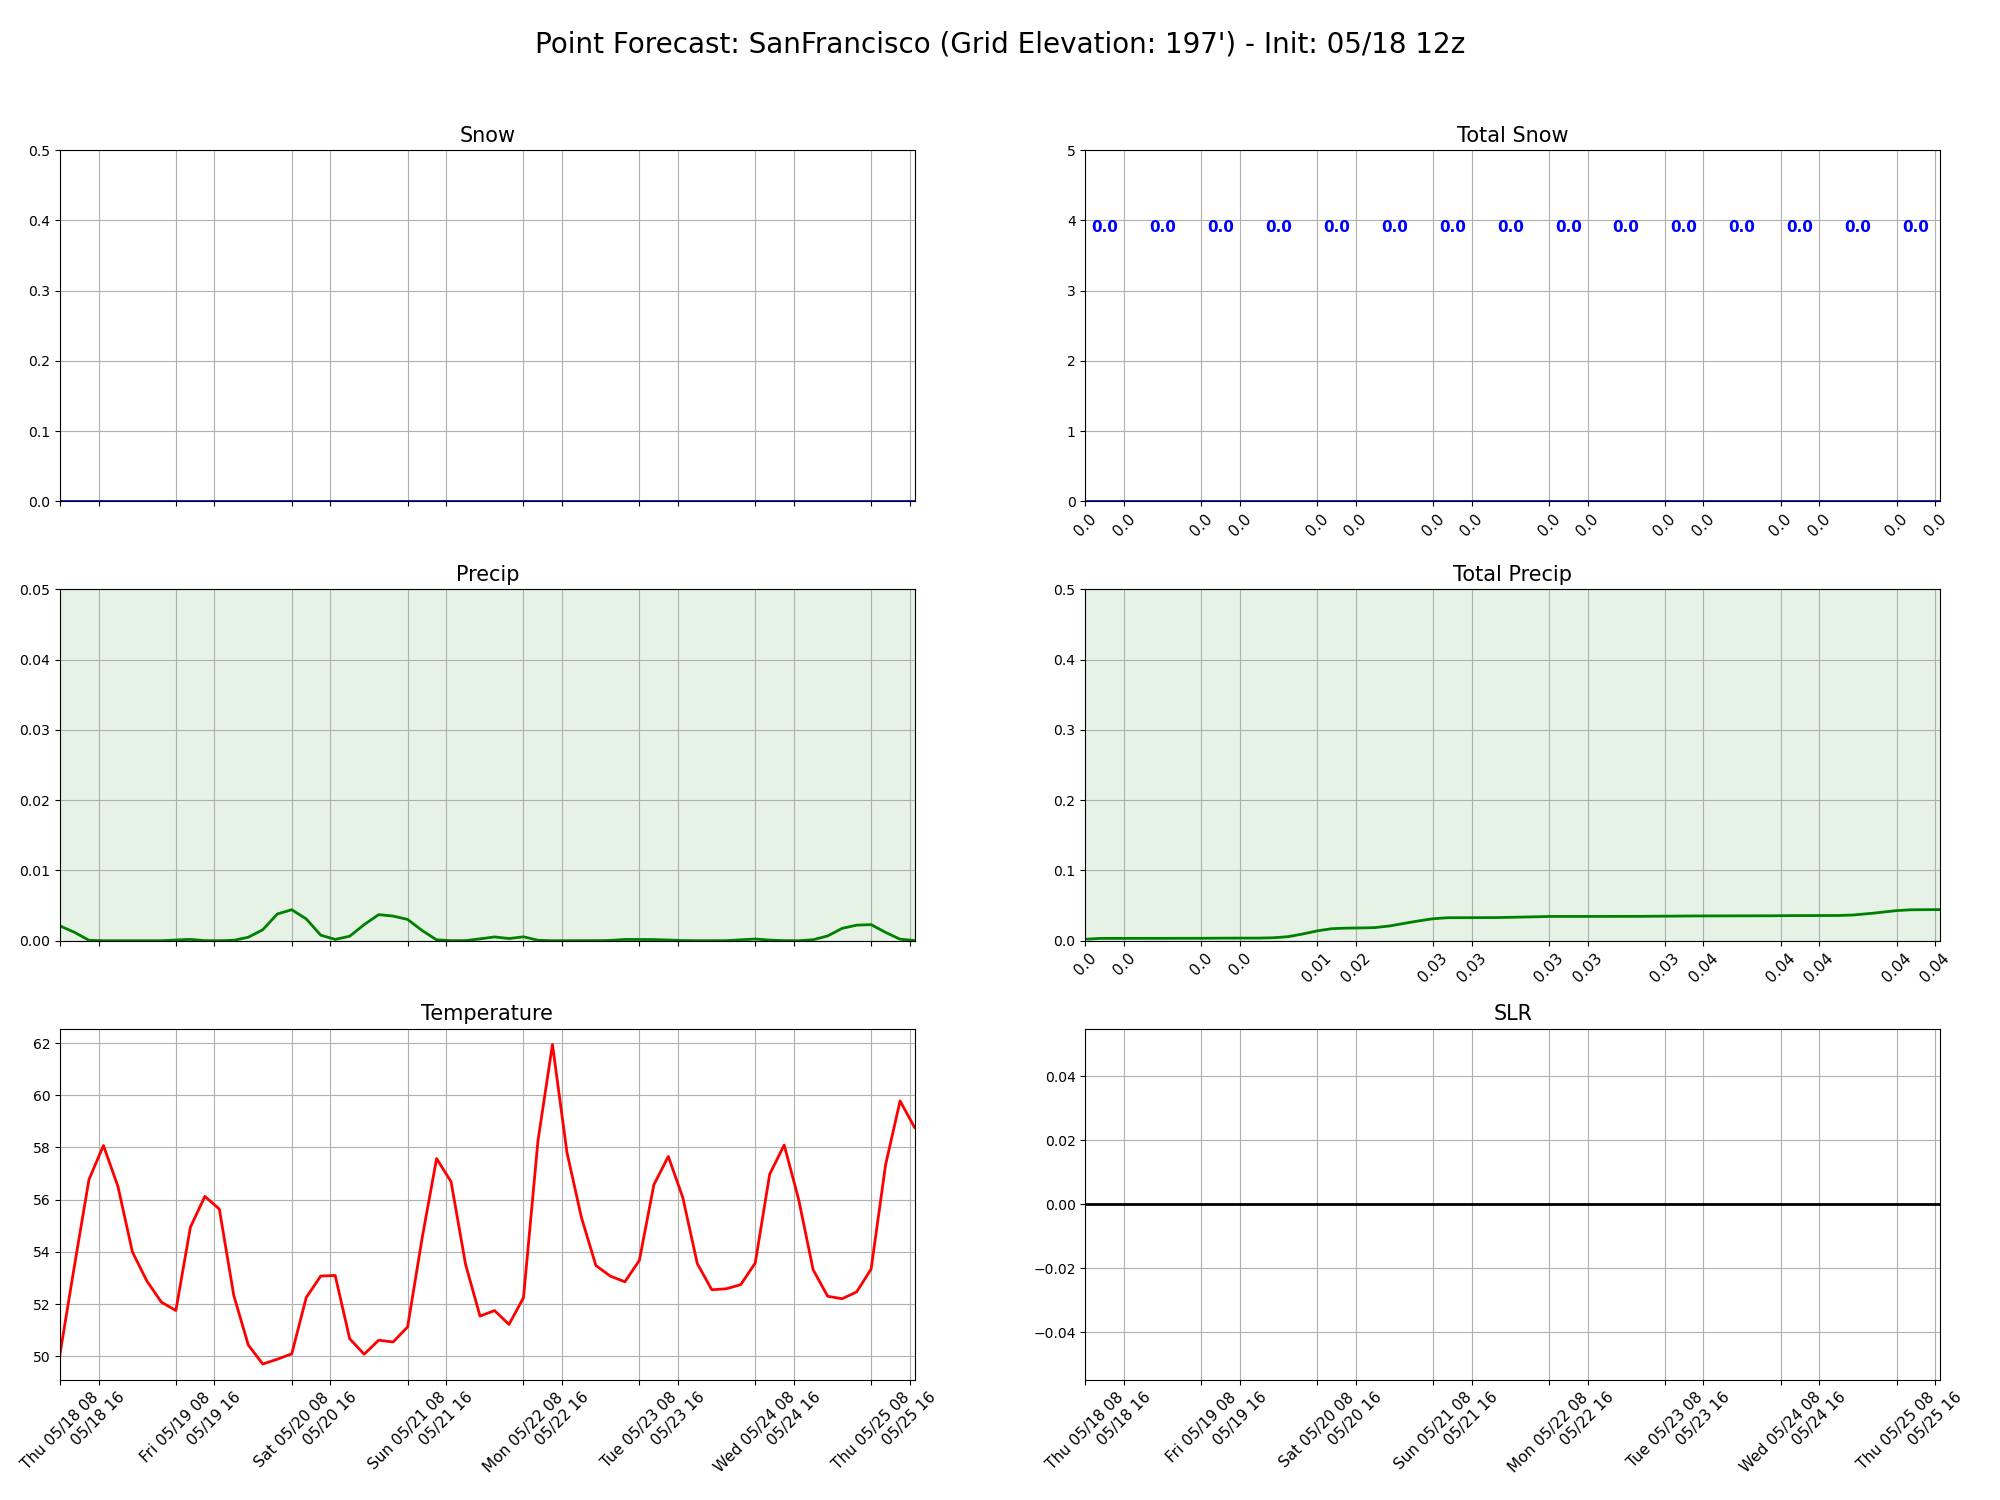 Point Forecast: SanFrancisco (Grid Elevation: 197') - Init: 05/18 12z
Snow
0.5
0.4
0.3
0.2
0.1
0.0
Total Snow
5
4
3
2
1
0
0.0 0.0 0.0 0.0 0.0 0.0 0.0 0.0 0.0 0.0 0.0 0.0 0.0 0.0 0.0
0.0 0.0 0.0 0.0 0.0 0.0 0.0 0.0 0.0 0.0 0.0 0.0 0.0 0.0 0.0 0.0
Precip
0.05
0.04
0.03
0.02
0.01
0.00
Total Precip
0.5
0.4
0.3
0.2
0.1
0.0
0.0 0.0 0.0 0.0 0.01 0.02 0.03 0.03 0.03 0.03 0.03 0.04 0.04 0.04 0.04 0.04
Temperature
62
60
58
56
54
52
50
Thu 05/18 08
05/18 16
Fri 05/19 08
05/19 16
Sat 05/20 08
05/20 16
Sun 05/21 08
05/21 16
Mon 05/22 08
05/22 16
Tue 05/23 08
05/23 16
Wed 05/24 08
05/24 16
Thu 05/25 08
05/25 16
SLR
0.04
0.02
0.00
−0.02
−0.04
Thu 05/18 08
05/18 16
Fri 05/19 08
05/19 16
Sat 05/20 08
05/20 16
Sun 05/21 08
05/21 16
Mon 05/22 08
05/22 16
Tue 05/23 08
05/23 16
Wed 05/24 08
05/24 16
Thu 05/25 08
05/25 16